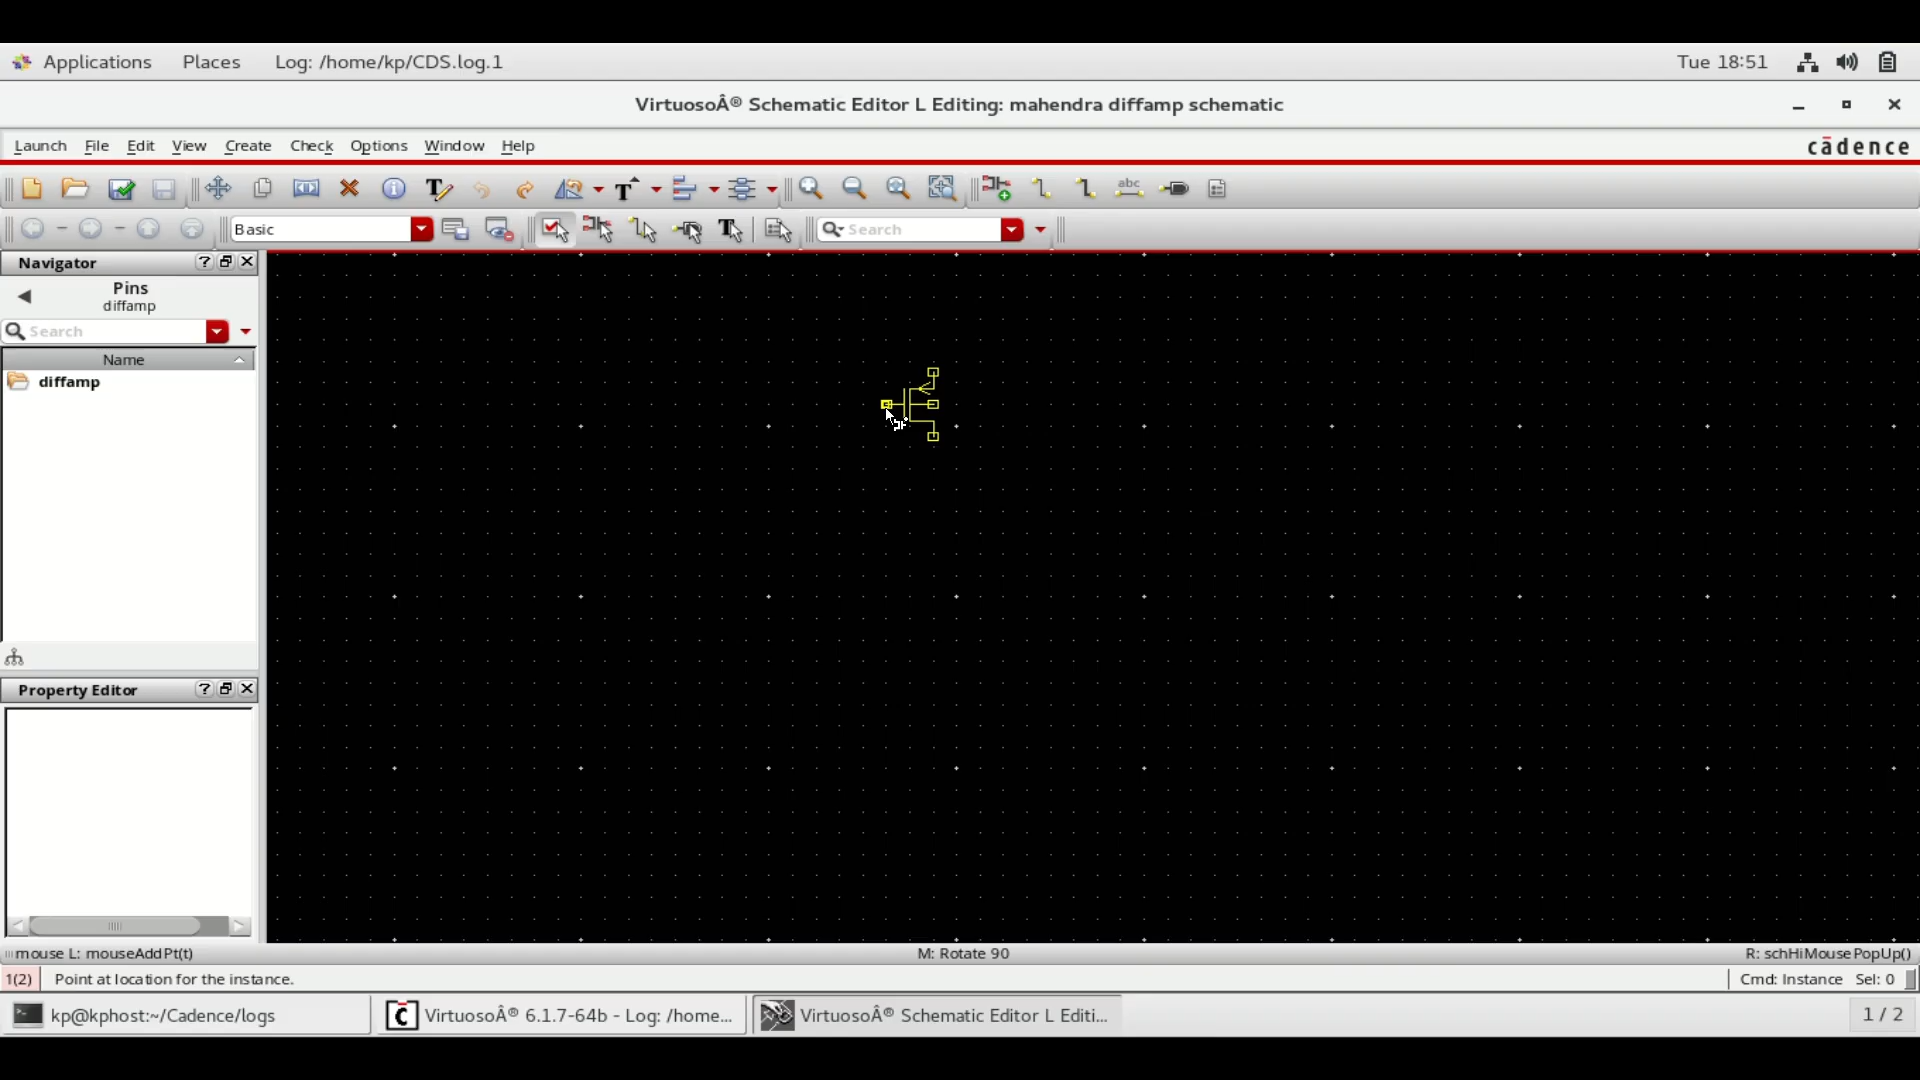 Applications Places Log: /home/kp/CDS.log.1 Tue 18:51
VirtuosoÂ® Schematic Editor L Editing: mahendra diffamp schematic
Launch File Edit View Create Check Options Window Help cādence
abc
Basic Search
Navigator
Pins
diffamp
Search
Name
diffamp
Property Editor
mouse L: mouseAddPt(t) M: Rotate 90 R: schHiMousePopUp()
1(2) Point at location for the instance. Cmd: Instance Sel: 0
kp@kphost:~/Cadence/logs VirtuosoÂ® 6.1.7-64b - Log: /home... VirtuosoÂ® Schematic Editor L Editi... 1 / 2